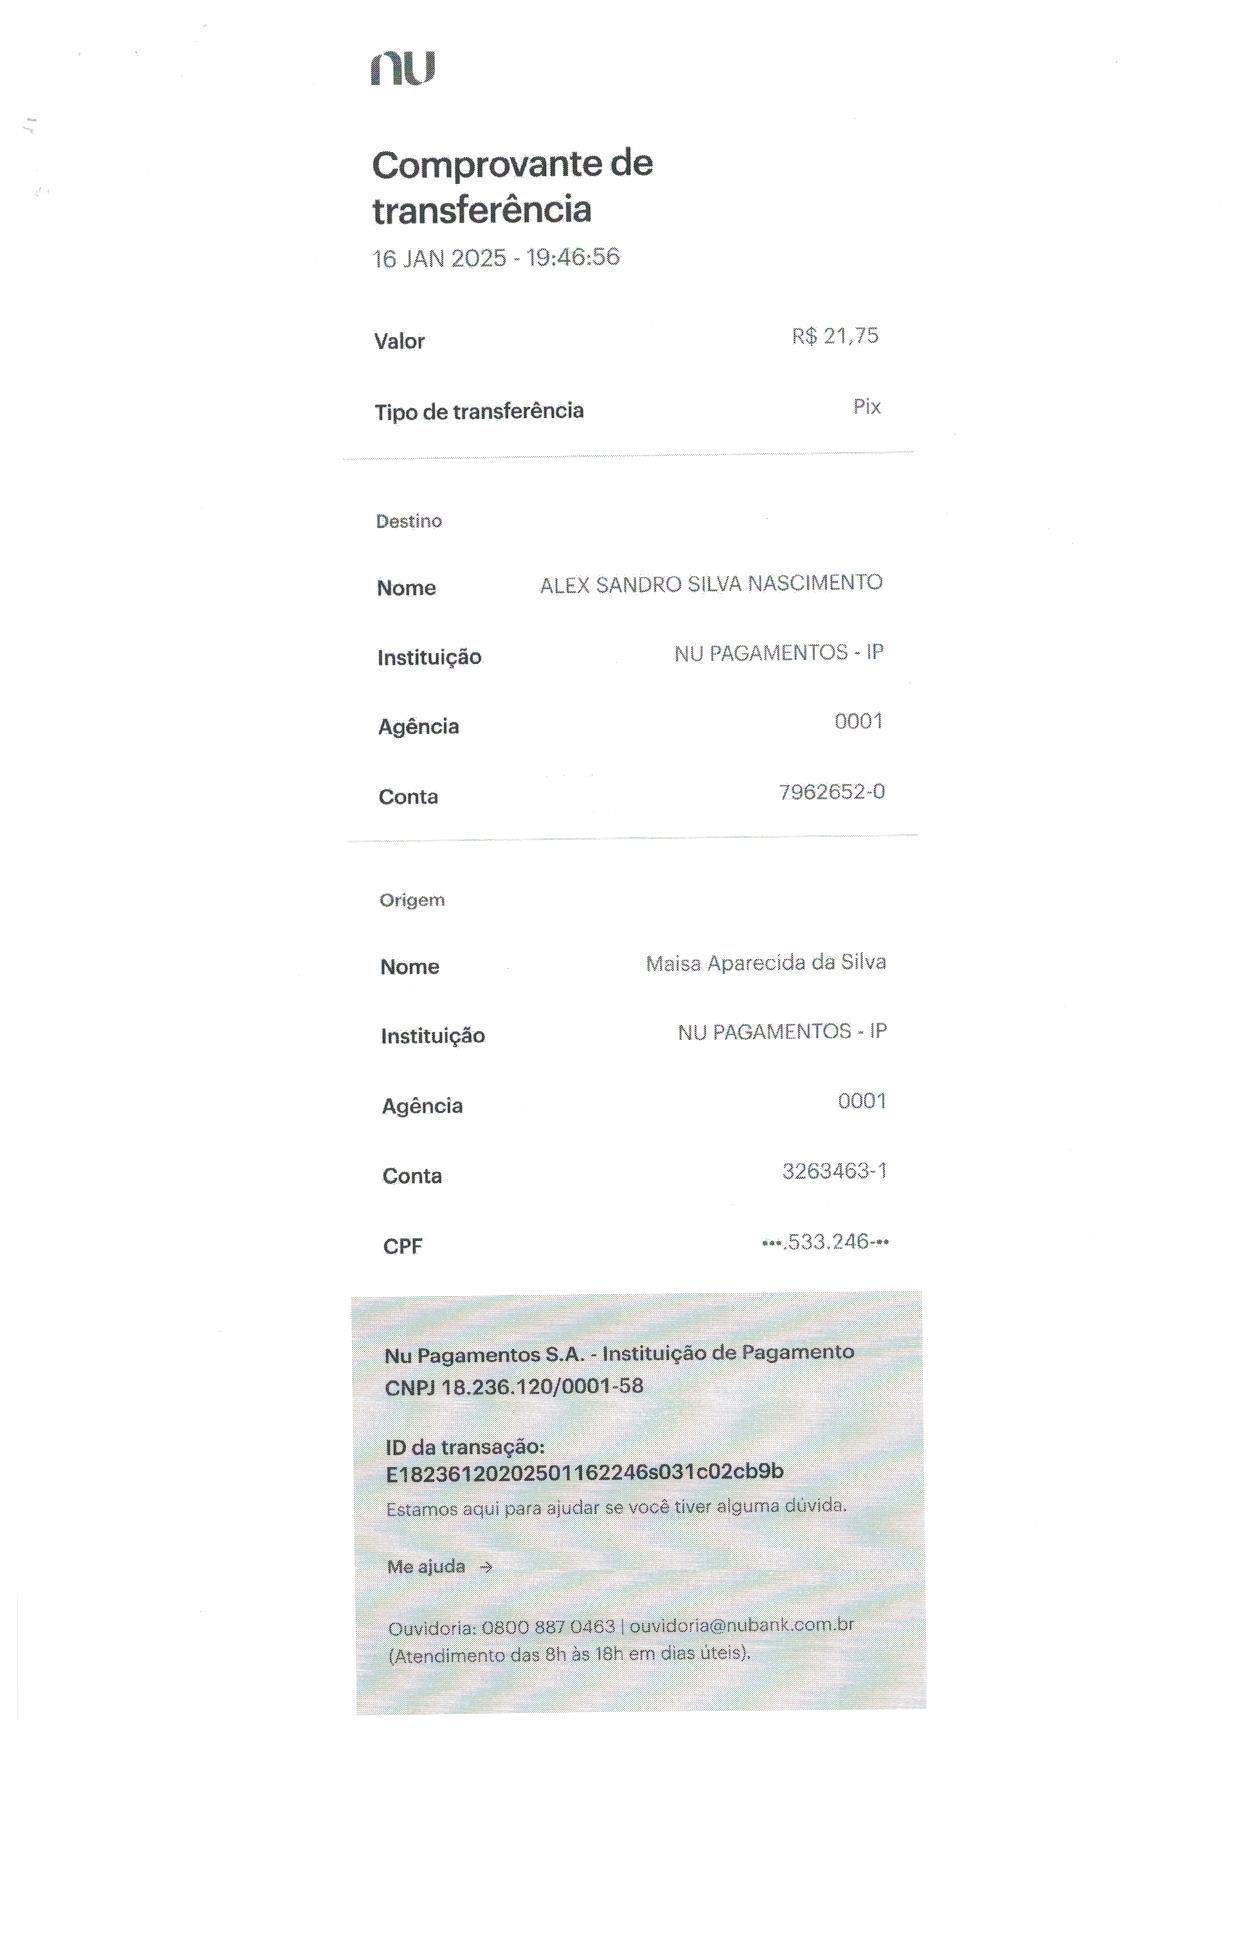 nu
Comprovante de
transferência
16 JAN 2025 - 19:46:56
Valor R$ 21,75
Tipo de transferência Pix
Destino
Nome ALEX SANDRO SILVA NASCIMENTO
Instituição NU PAGAMENTOS - IP
Agência 0001
Conta 7962652-0
Origem
Nome Maisa Aparecida da Silva
Instituição NU PAGAMENTOS - IP
Agência 0001
Conta 3263463-1
CPF •••.533.246-••
Nu Pagamentos S.A. - Instituição de Pagamento
CNPJ 18.236.120/0001-58
ID da transação:
E18236120202501162246s031c02cb9b
Estamos aqui para ajudar se você tiver alguma dúvida.
Me ajuda →
Ouvidoria: 0800 887 0463 | ouvidoria@nubank.com.br
(Atendimento das 8h às 18h em dias úteis).